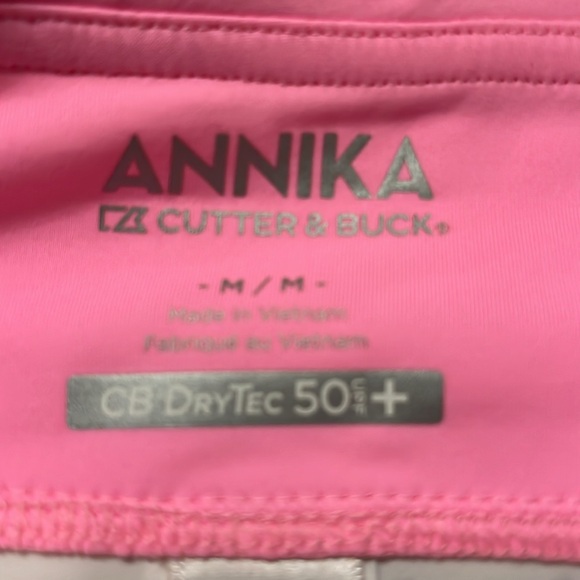 ANNIKA
CUTTER & BUCK®
- M / M -
Made in Vietnam
Fabriqué au Vietnam
CB DRYTEC 50 UPF +